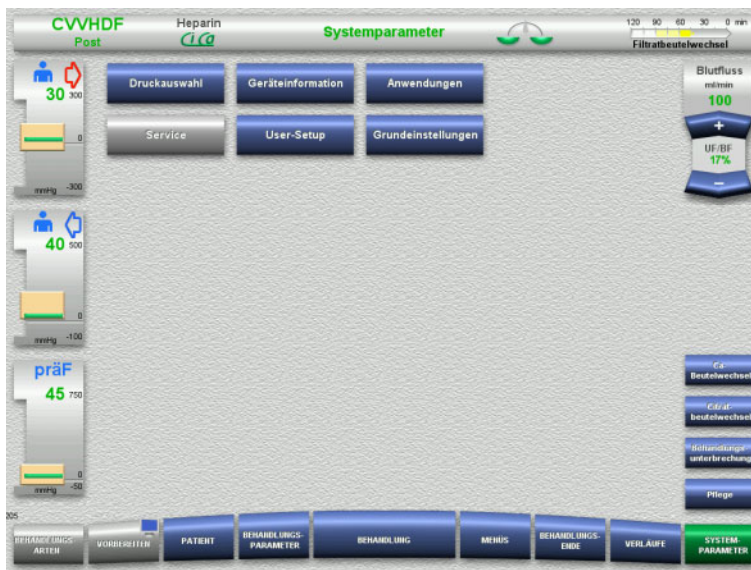 CVVHDF
Post
Heparin
CiCa
Systemparameter
120 90 60 30 0 min
Filtratbeutelwechsel
30
300
0
mmHg -300
40
500
0
mmHg -100
präF
45
750
0
mmHg -50
Druckauswahl
Geräteinformation
Anwendungen
Service
User-Setup
Grundeinstellungen
Blutfluss
ml/min
100
+
UF/BF
17%
−
Ca-
Beutelwechsel
Citrat-
beutelwechsel
Behandlungs-
unterbrechung
Pflege
205
BEHANDLUNGS-
ARTEN
VORBEREITEN
PATIENT
BEHANDLUNGS-
PARAMETER
BEHANDLUNG
MENÜS
BEHANDLUNGS-
ENDE
VERLÄUFE
SYSTEM-
PARAMETER